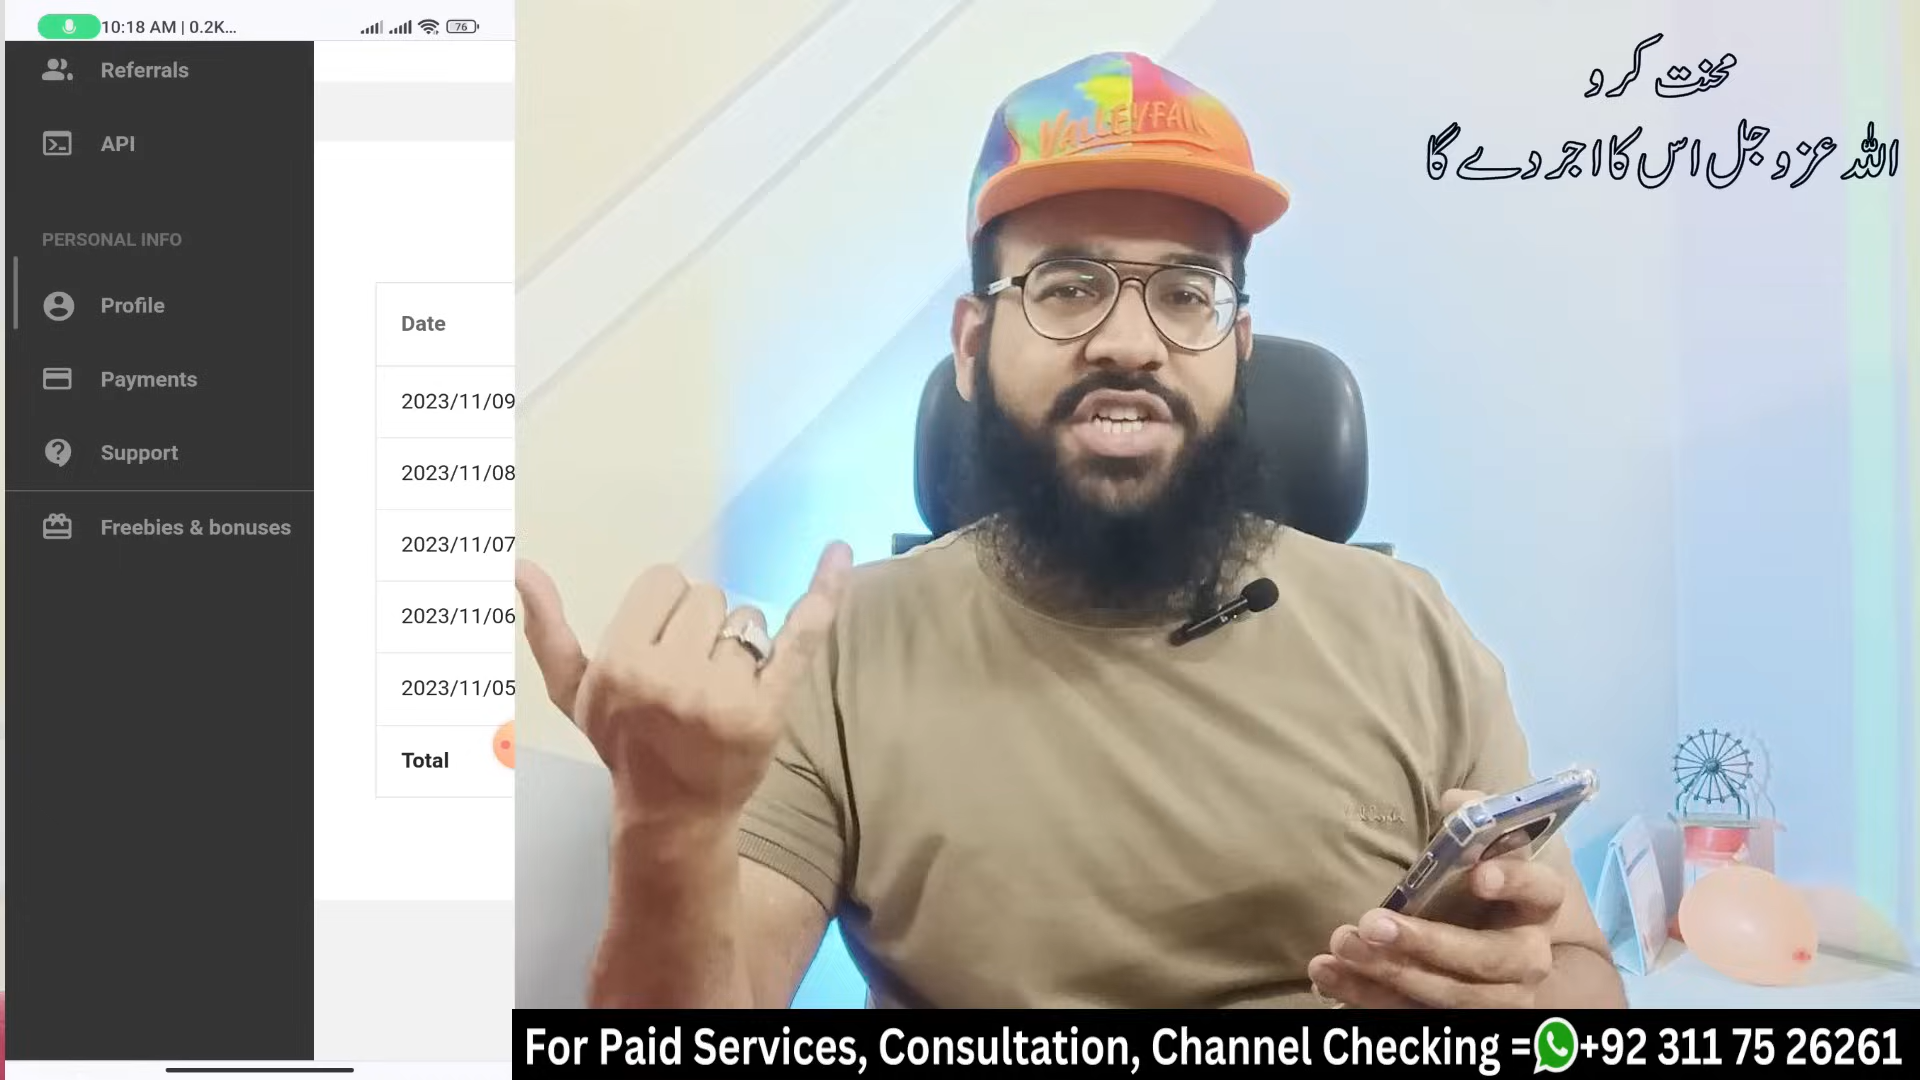 10:18 AM | 0.2K...
76
Referrals
API
PERSONAL INFO
Profile
Payments
Support
Freebies & bonuses
Date
2023/11/09
2023/11/08
2023/11/07
2023/11/06
2023/11/05
Total
VALLEYFAIR
محنت کرو
اللہ عزوجل اس کا اجر دے گا
For Paid Services, Consultation, Channel Checking = +92 311 75 26261